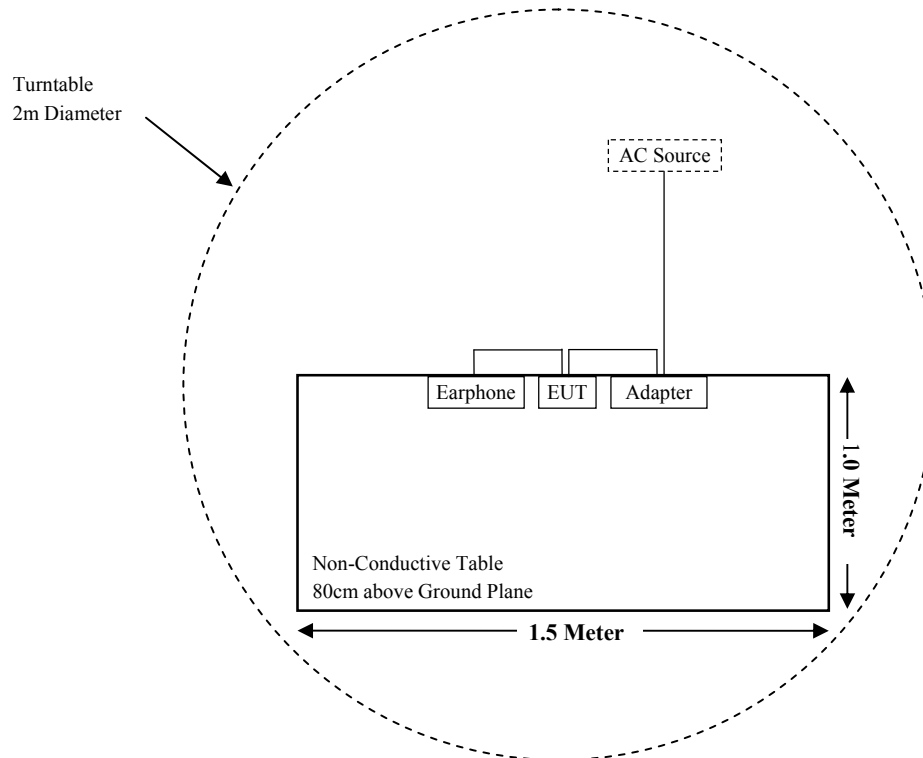 Turntable
2m Diameter
AC Source
Earphone
EUT
Adapter
1.0 Meter
Non-Conductive Table
80cm above Ground Plane
1.5 Meter